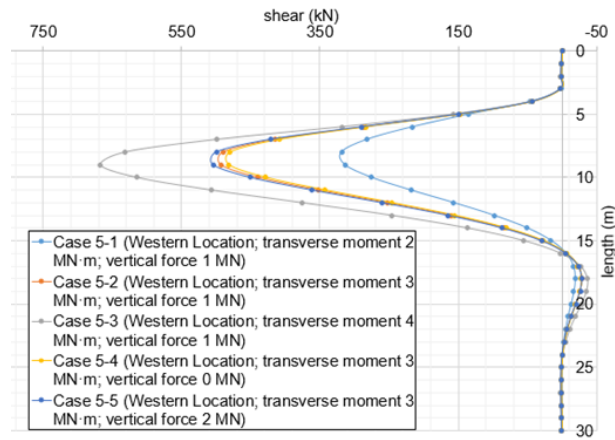 shear (kN)
750 550 350 150 -50
0
5
10
15
20
25
30
length (m)
Case 5-1 (Western Location; transverse moment 2
MN·m; vertical force 1 MN)
Case 5-2 (Western Location; transverse moment 3
MN·m; vertical force 1 MN)
Case 5-3 (Western Location; transverse moment 4
MN·m; vertical force 1 MN)
Case 5-4 (Western Location; transverse moment 3
MN·m; vertical force 0 MN)
Case 5-5 (Western Location; transverse moment 3
MN·m; vertical force 2 MN)